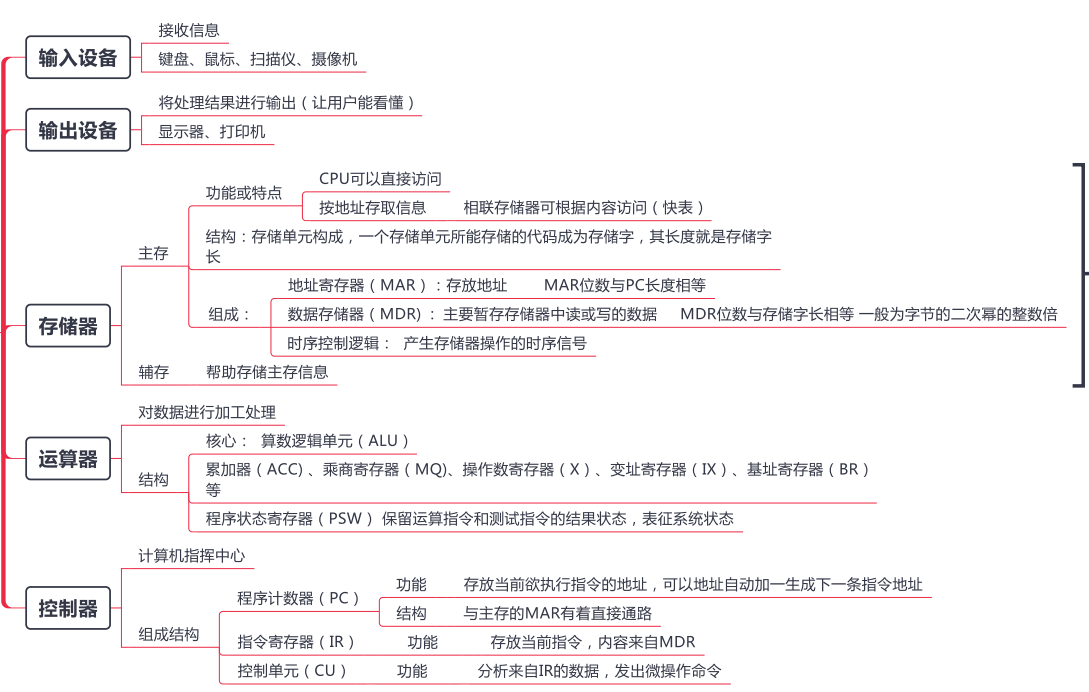 输入设备
接收信息
键盘、鼠标、扫描仪、摄像机
输出设备
将处理结果进行输出（让用户能看懂）
显示器、打印机
存储器
主存
功能或特点
CPU可以直接访问
按地址存取信息
相联存储器可根据内容访问（快表）
结构：存储单元构成，一个存储单元所能存储的代码成为存储字，其长度就是存储字
长
组成：
地址寄存器（MAR）：存放地址
MAR位数与PC长度相等
数据存储器（MDR）：主要暂存存储器中读或写的数据
MDR位数与存储字长相等 一般为字节的二次幂的整数倍
时序控制逻辑： 产生存储器操作的时序信号
辅存
帮助存储主存信息
运算器
对数据进行加工处理
结构
核心： 算数逻辑单元（ALU）
累加器（ACC）、乘商寄存器（MQ)、操作数寄存器（X）、变址寄存器（IX）、基址寄存器（BR）
等
程序状态寄存器（PSW） 保留运算指令和测试指令的结果状态，表征系统状态
控制器
计算机指挥中心
组成结构
程序计数器（PC）
功能
存放当前欲执行指令的地址，可以地址自动加一生成下一条指令地址
结构
与主存的MAR有着直接通路
指令寄存器（IR）
功能
存放当前指令，内容来自MDR
控制单元（CU）
功能
分析来自IR的数据，发出微操作命令